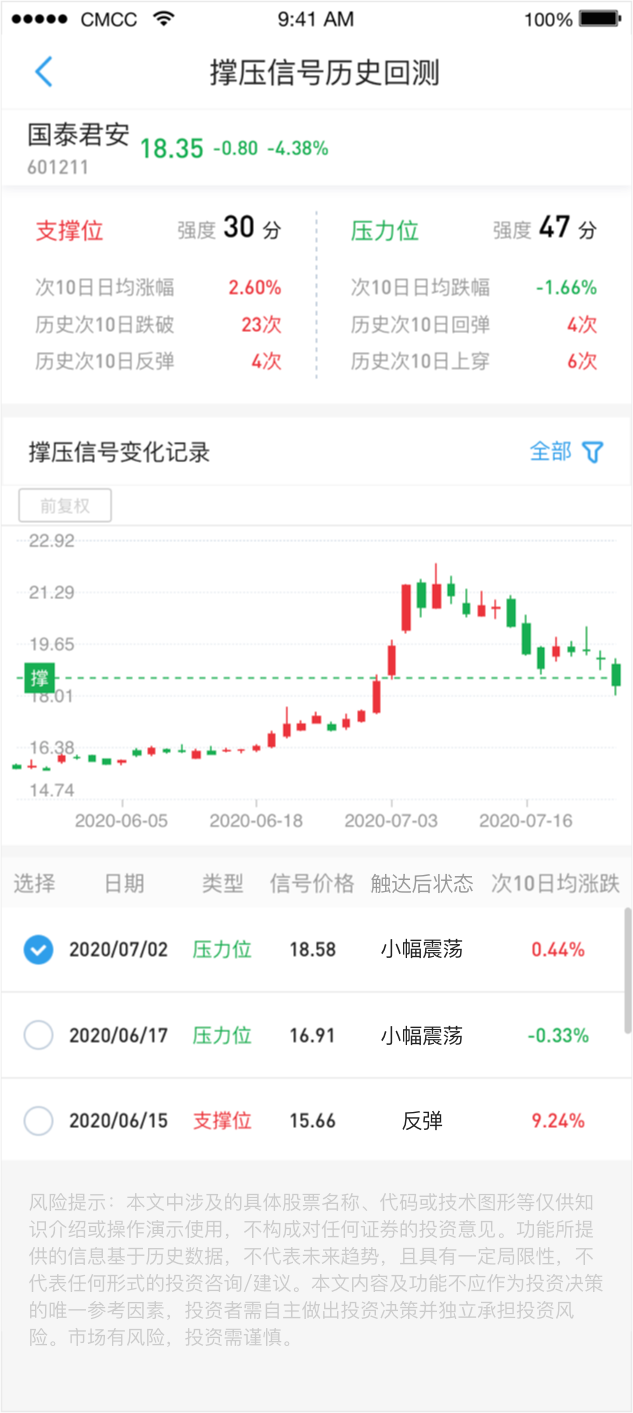 CMCC 9:41 AM 100%
撑压信号历史回测
国泰君安 18.35 -0.80 -4.38%
601211
支撑位 强度 30 分 压力位 强度 47 分
次10日日均涨幅 2.60% 次10日日均跌幅 -1.66%
历史次10日跌破 23次 历史次10日回弹 4次
历史次10日反弹 4次 历史次10日上穿 6次
撑压信号变化记录 全部
前复权
22.92
21.29
19.65
撑
18.01
16.38
14.74
2020-06-05 2020-06-18 2020-07-03 2020-07-16
选择 日期 类型 信号价格 触达后状态 次10日均涨跌
2020/07/02 压力位 18.58 小幅震荡 0.44%
2020/06/17 压力位 16.91 小幅震荡 -0.33%
2020/06/15 支撑位 15.66 反弹 9.24%
风险提示：本文中涉及的具体股票名称、代码或技术图形等仅供知
识介绍或操作演示使用，不构成对任何证券的投资意见。功能所提
供的信息基于历史数据，不代表未来趋势，且具有一定局限性，不
代表任何形式的投资咨询/建议。本文内容及功能不应作为投资决策
的唯一参考因素，投资者需自主做出投资决策并独立承担投资风
险。市场有风险，投资需谨慎。